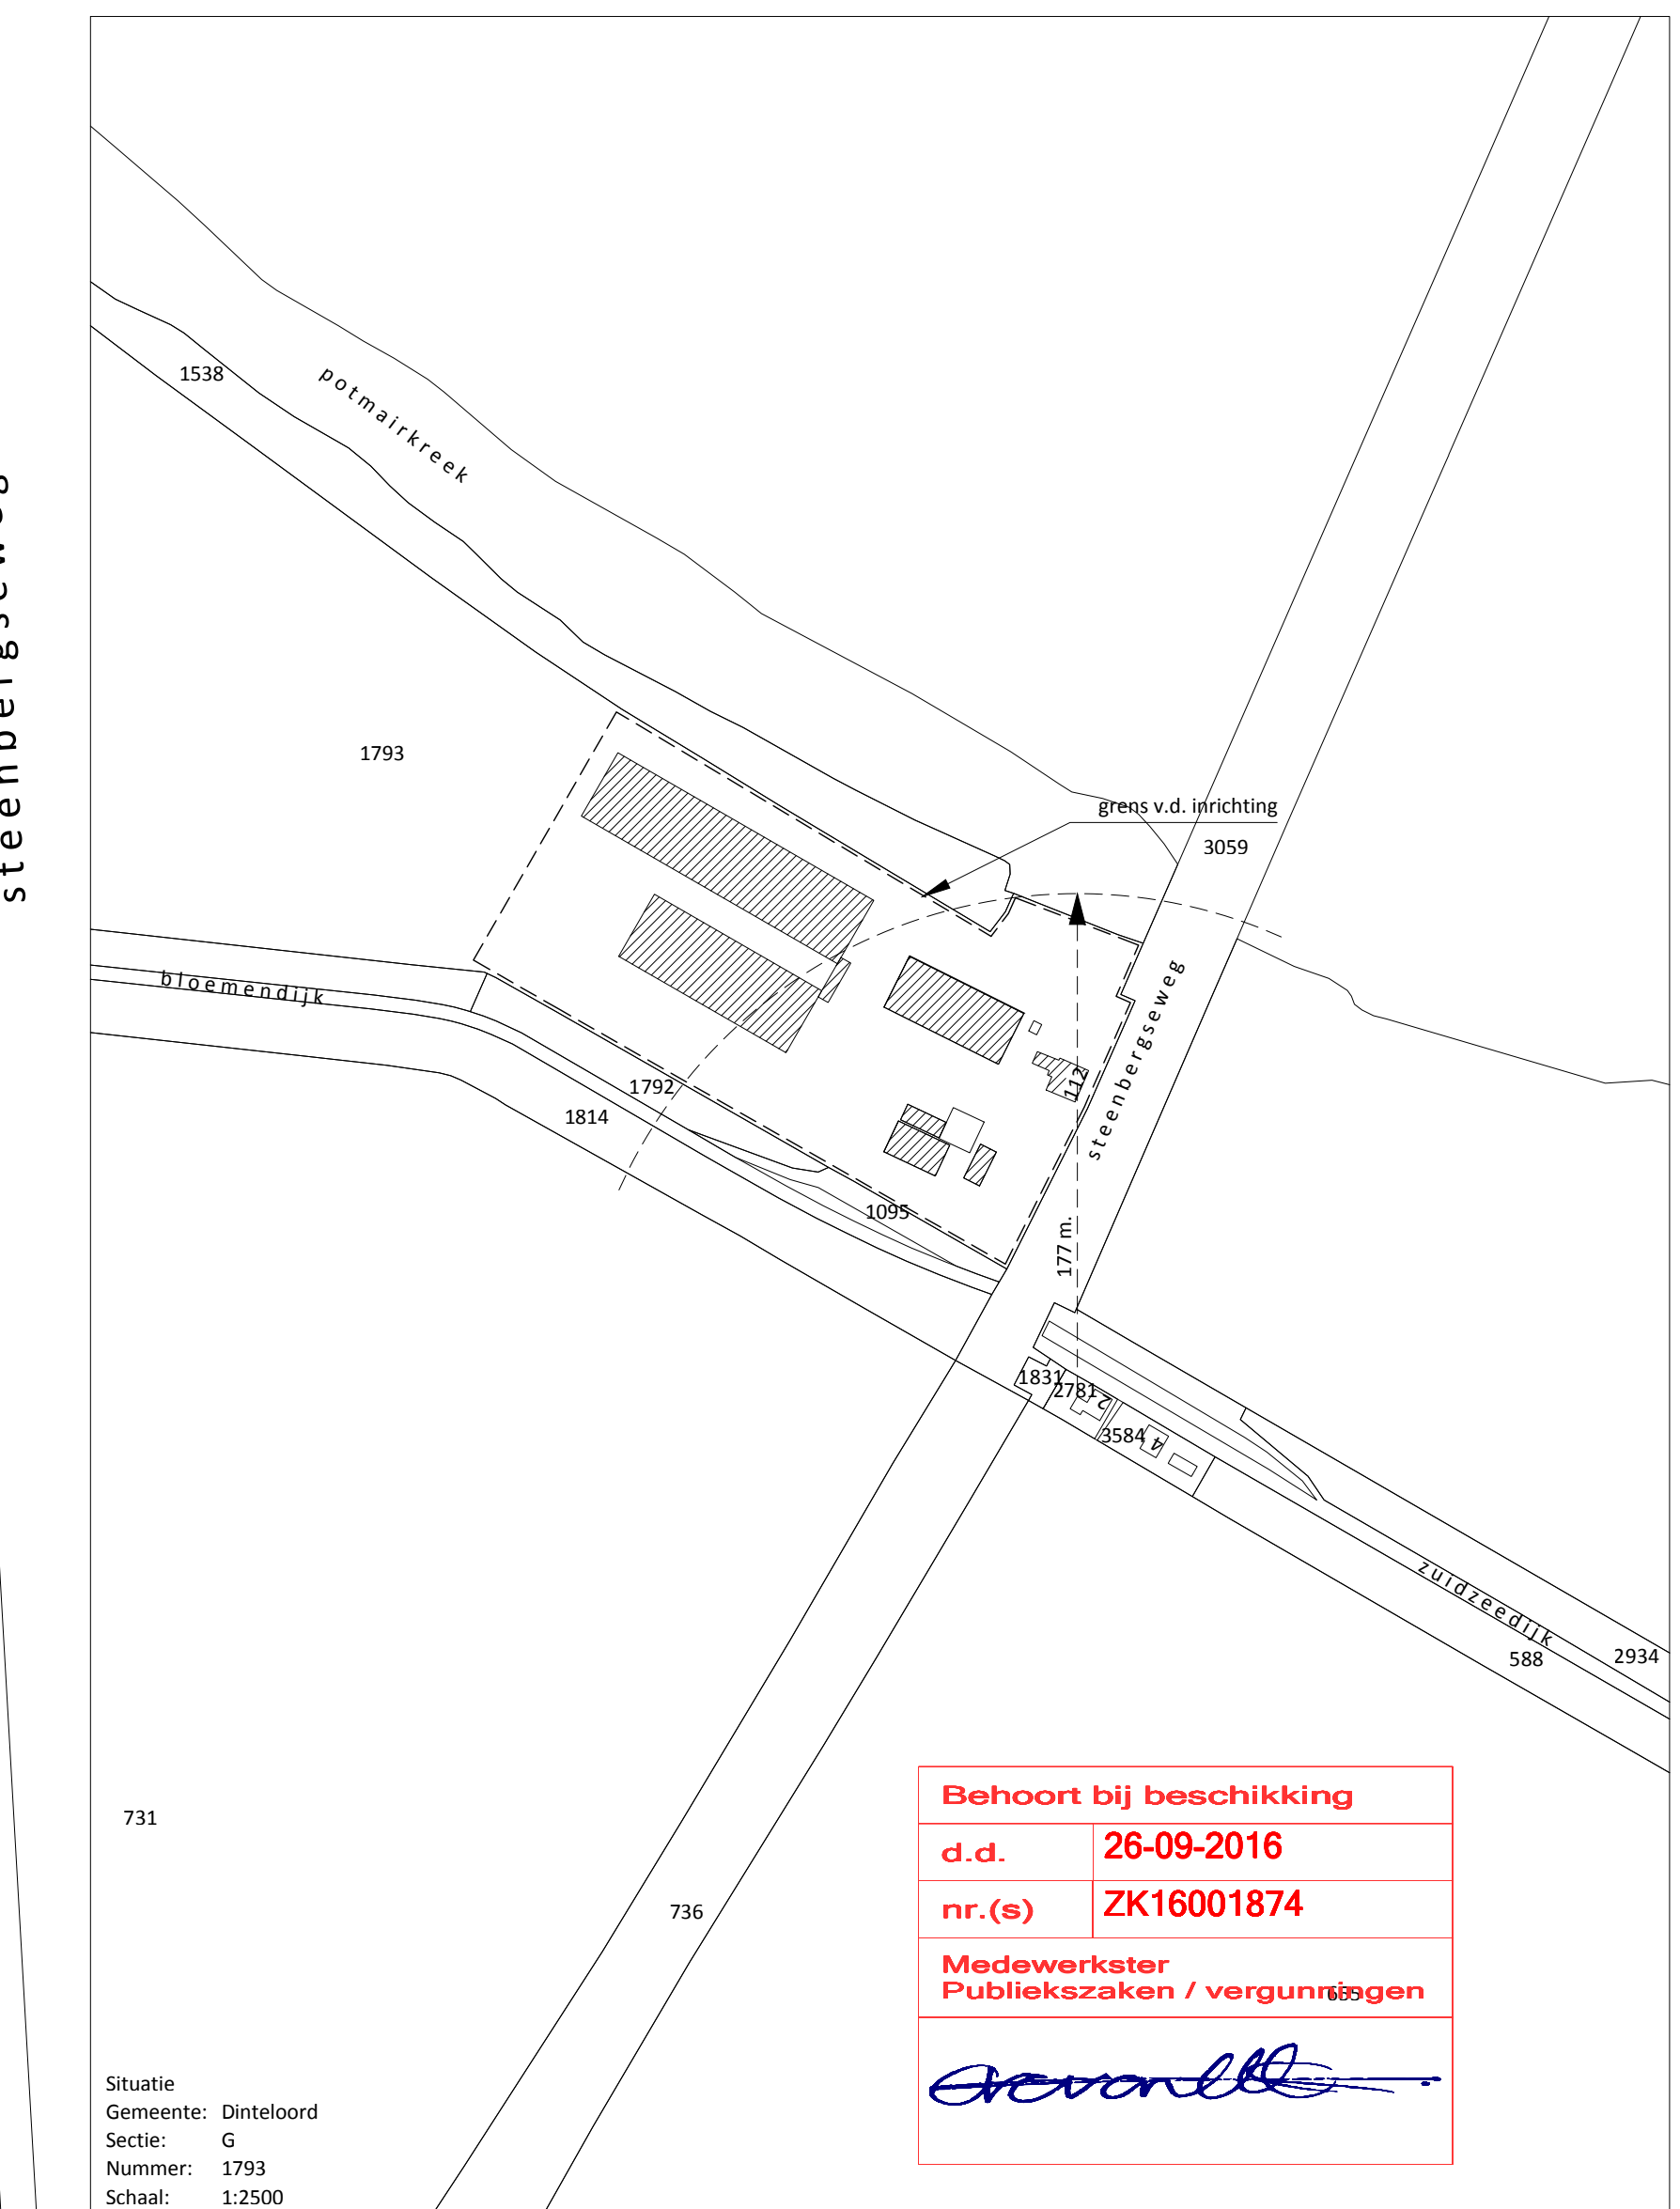 steenbergseweg
1538
potmairkreek
1793
grens v.d. inrichting
3059
bloemendijk
steenbergseweg
112
1792
1814
1095
177 m.
1831
2781
2
3584
4
zuidzeedijk
588
2934
731
736
Behoort bij beschikking
d.d. 26-09-2016
nr.(s) ZK16001874
Medewerkster
Publiekszaken / vergunningen
635
Situatie
Gemeente: Dinteloord
Sectie: G
Nummer: 1793
Schaal: 1:2500